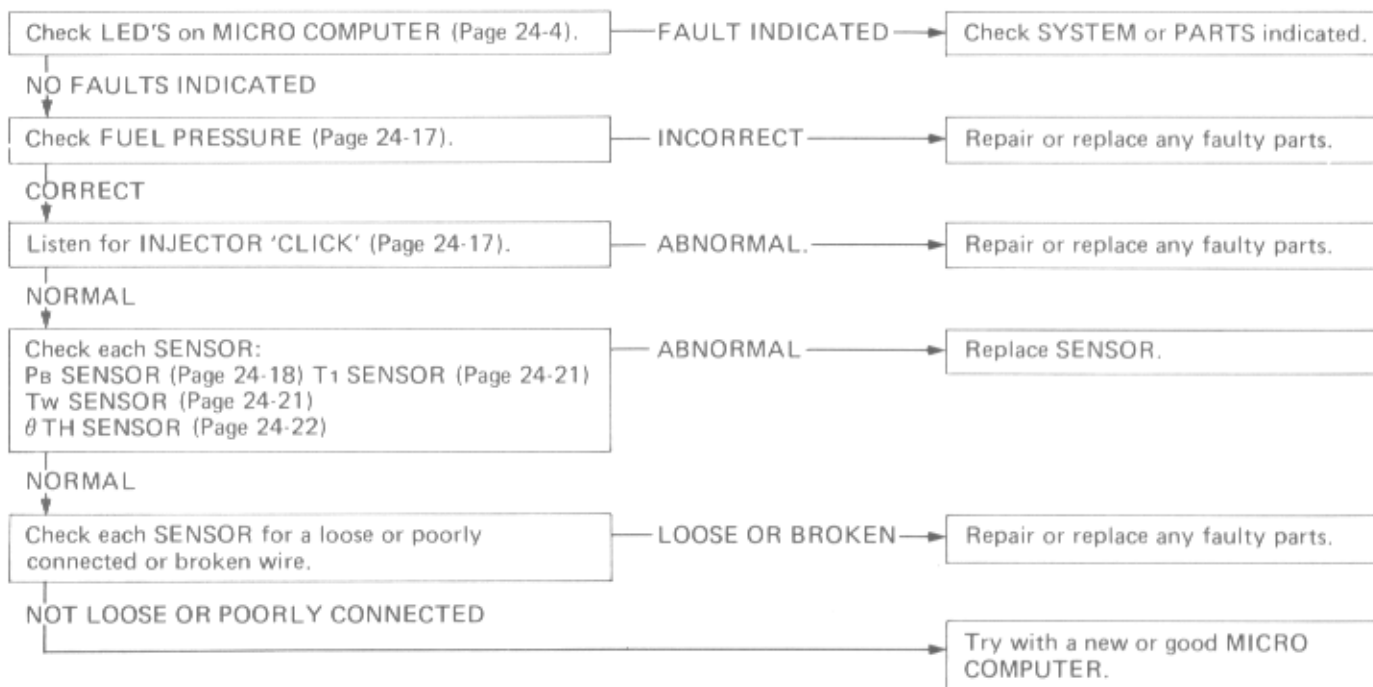 Check LED'S on MICRO COMPUTER (Page 24-4).
FAULT INDICATED
Check SYSTEM or PARTS indicated.
NO FAULTS INDICATED
Check FUEL PRESSURE (Page 24-17).
INCORRECT
Repair or replace any faulty parts.
CORRECT
Listen for INJECTOR 'CLICK' (Page 24-17).
ABNORMAL.
Repair or replace any faulty parts.
NORMAL
Check each SENSOR:
PB SENSOR (Page 24-18) T1 SENSOR (Page 24-21)
TW SENSOR (Page 24-21)
θ TH SENSOR (Page 24-22)
ABNORMAL
Replace SENSOR.
NORMAL
Check each SENSOR for a loose or poorly
connected or broken wire.
LOOSE OR BROKEN
Repair or replace any faulty parts.
NOT LOOSE OR POORLY CONNECTED
Try with a new or good MICRO
COMPUTER.